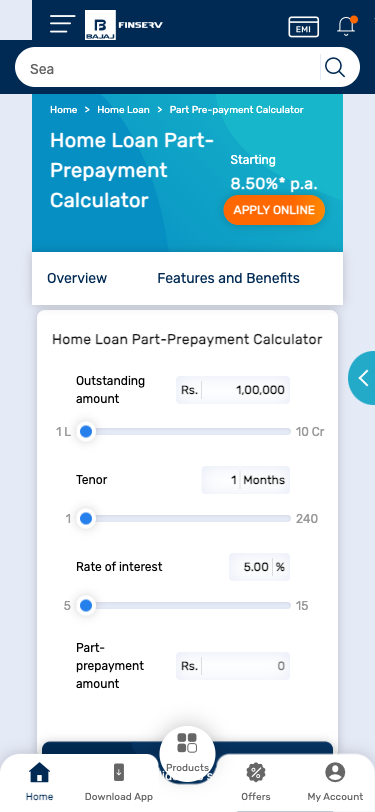 B
BAJAJ
FINSERV
EMI
Sea
Home > Home Loan > Part Pre-payment Calculator
Home Loan Part-
Prepayment
Calculator
Starting
8.50%* p.a.
APPLY ONLINE
Overview
Features and Benefits
Home Loan Part-Prepayment Calculator
Outstanding
amount
Rs. 1,00,000
1 L
10 Cr
Tenor
1 Months
1
240
Rate of interest
5.00 %
5
15
Part-
prepayment
amount
Rs. 0
Products
Home
Download App
Offers
My Account